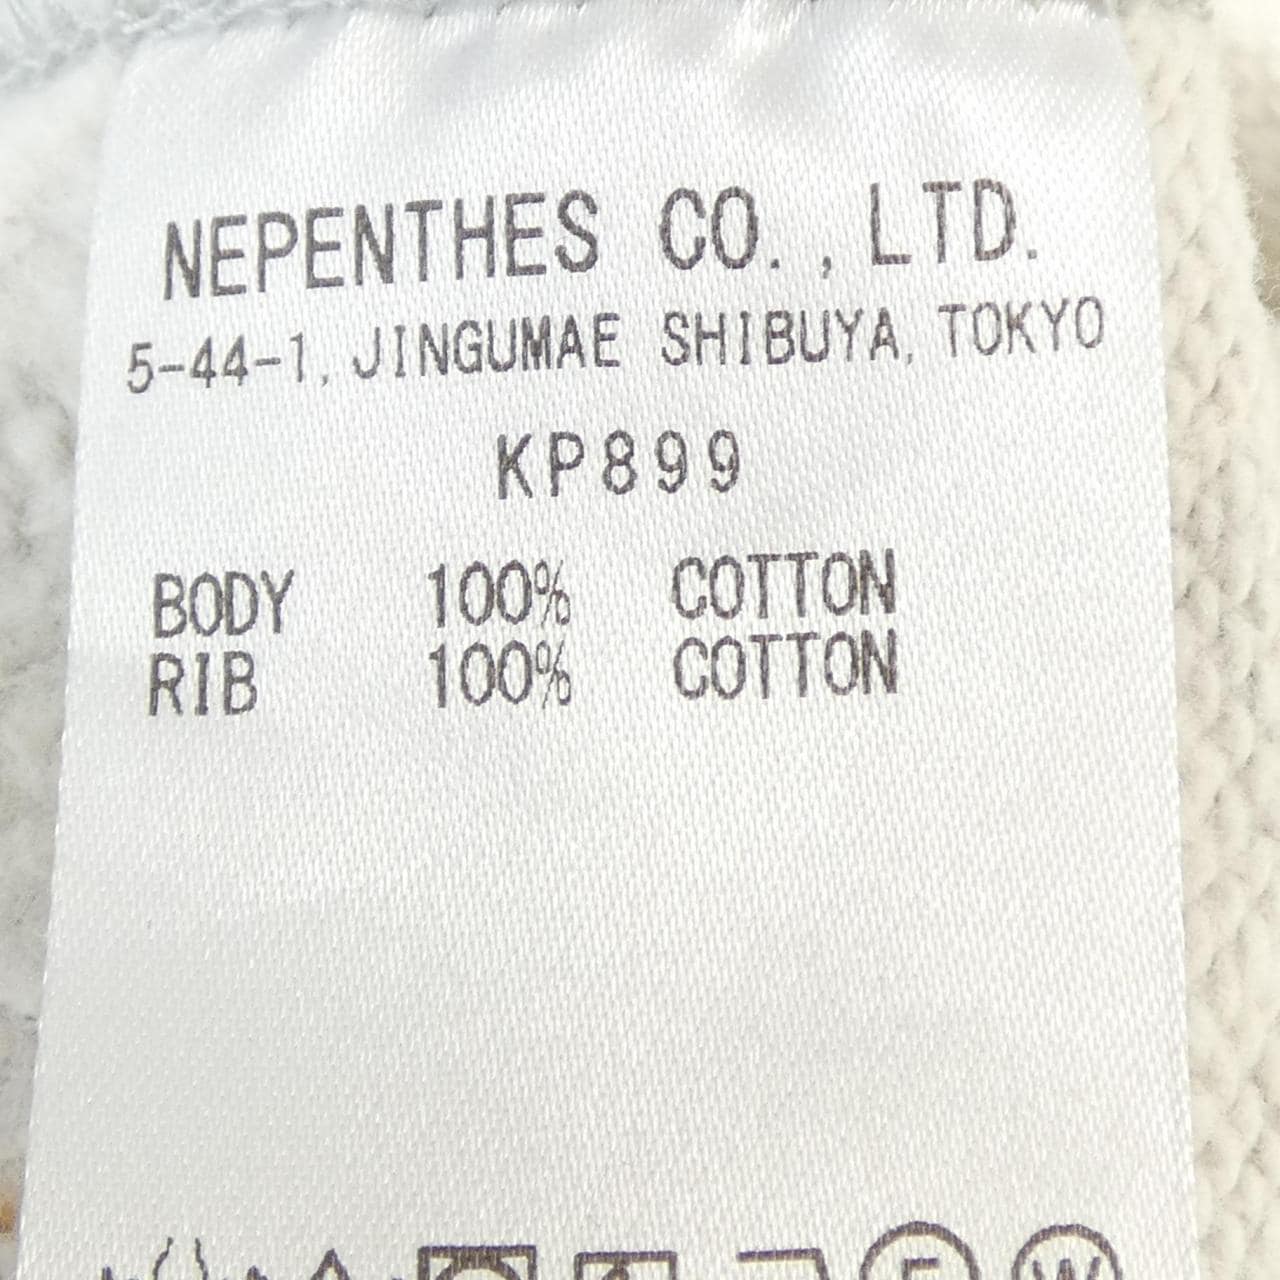 NEPENTHES CO., LTD.
5-44-1, JINGUMAE SHIBUYA, TOKYO
KP899
BODY 100% COTTON
RIB 100% COTTON
F W